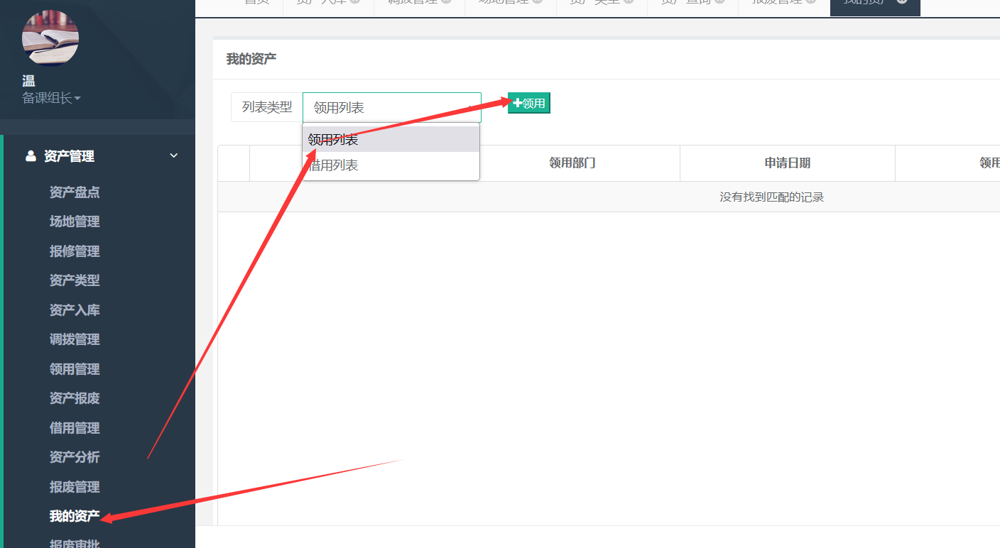 首页 资产入库 调拨管理 场地管理 资产类型 资产查询 报废管理 我的资产
温
备课组长
资产管理
资产盘点
场地管理
报修管理
资产类型
资产入库
调拨管理
领用管理
资产报废
借用管理
资产分析
报废管理
我的资产
报废审批
我的资产
列表类型 领用列表 领用
领用列表
借用列表
领用部门 申请日期 领用
没有找到匹配的记录